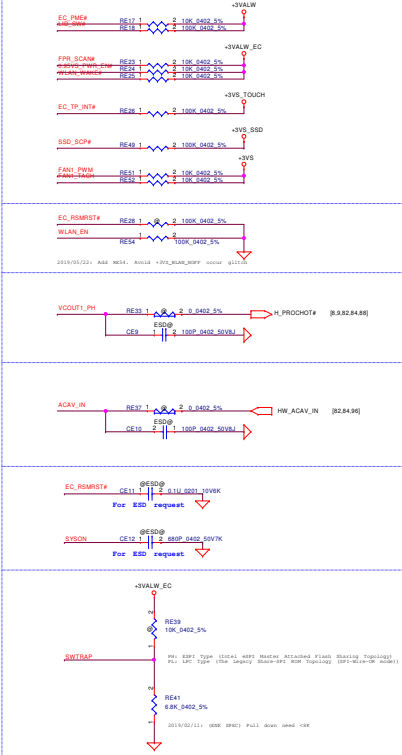 +3VALW
EC_PME# RE17 1 2 10K_0402_5%
LID_SW# RE18 1 2 100K_0402_5%
+3VALW_EC
FPR_SCAN# RE23 1 2 10K_0402_5%
RE24 1 2 10K_0402_5%
WLAN_WAKE# RE25 1 2 10K_0402_5%
+3VS_TOUCH
EC_TP_INT# RE26 1 2 100K_0402_5%
+3VS_SSD
SSD_SCP# RE49 1 2 100K_0402_5%
+3VS
FAN1_PWM RE51 1 2 10K_0402_5%
FAN1_TACH RE52 1 2 10K_0402_5%
EC_RSMRST# RE28 1 @ 2 100K_0402_5%
WLAN_EN RE54 1 2 100K_0402_5%
2019/05/22: Add RE54. Avoid +3VS_WLAN_NGFF occur glitch
VCOUT1_PH RE33 1 @ 2 0_0402_5% H_PROCHOT# [8,9,82,84,88]
ESD@
CE9 1 2 100P_0402_50V8J
ACAV_IN RE37 1 @ 2 0_0402_5% HW_ACAV_IN [82,84,96]
ESD@
CE10 2 1 100P_0402_50V8J
@ESD@
EC_RSMRST# CE11 1 2 0.1U_0201_10V6K
For ESD request
@ESD@
SYSON CE12 1 2 680P_0402_50V7K
For ESD request
+3VALW_EC
2
RE39
@ 10K_0402_5%
1
SWTRAP
PH: ESPI Type (Intel eSPI Master Attached Flash Sharing Topology)
PL: LPC Type (The Legacy Share-SPI ROM Topology (SPI-Wire-OR mode))
2
RE41
6.8K_0402_5%
1
2019/02/11: (ENE SPEC) Pull down need <8K